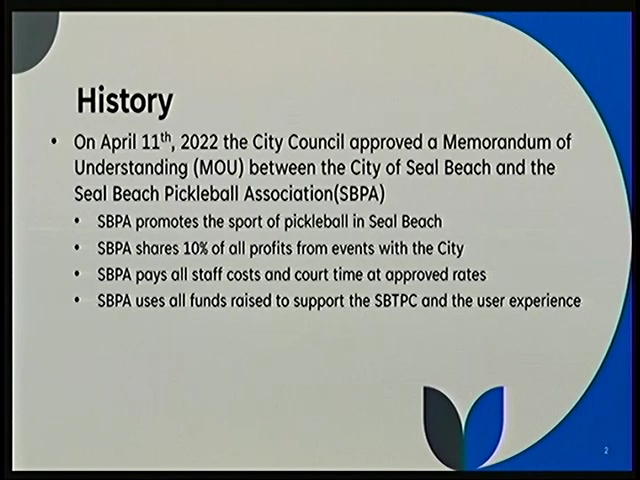 History
• On April 11th, 2022 the City Council approved a Memorandum of
Understanding (MOU) between the City of Seal Beach and the
Seal Beach Pickleball Association(SBPA)
• SBPA promotes the sport of pickleball in Seal Beach
• SBPA shares 10% of all profits from events with the City
• SBPA pays all staff costs and court time at approved rates
• SBPA uses all funds raised to support the SBTPC and the user experience
2